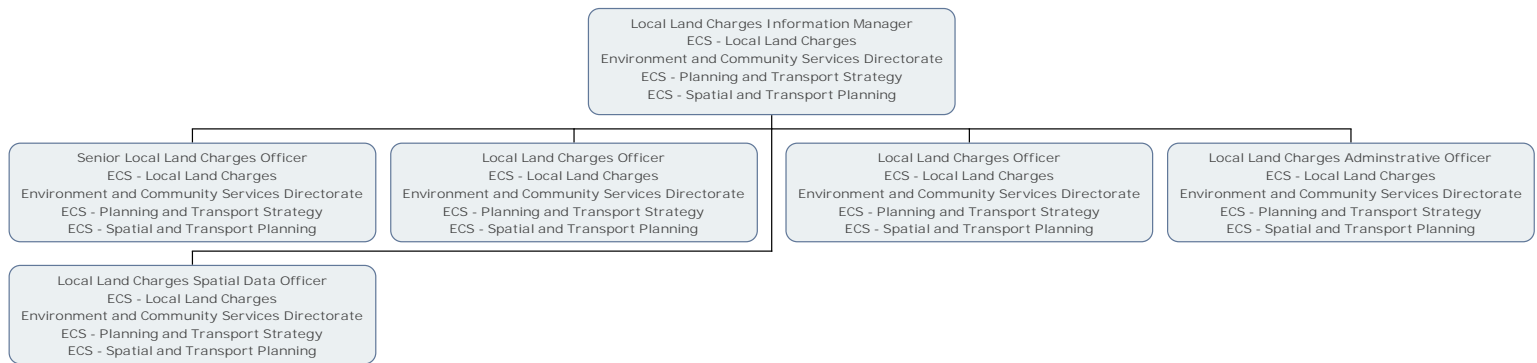 Local Land Charges Information Manager
ECS - Local Land Charges
Environment and Community Services Directorate
ECS - Planning and Transport Strategy
ECS - Spatial and Transport Planning
Senior Local Land Charges Officer
ECS - Local Land Charges
Environment and Community Services Directorate
ECS - Planning and Transport Strategy
ECS - Spatial and Transport Planning
Local Land Charges Officer
ECS - Local Land Charges
Environment and Community Services Directorate
ECS - Planning and Transport Strategy
ECS - Spatial and Transport Planning
Local Land Charges Officer
ECS - Local Land Charges
Environment and Community Services Directorate
ECS - Planning and Transport Strategy
ECS - Spatial and Transport Planning
Local Land Charges Adminstrative Officer
ECS - Local Land Charges
Environment and Community Services Directorate
ECS - Planning and Transport Strategy
ECS - Spatial and Transport Planning
Local Land Charges Spatial Data Officer
ECS - Local Land Charges
Environment and Community Services Directorate
ECS - Planning and Transport Strategy
ECS - Spatial and Transport Planning